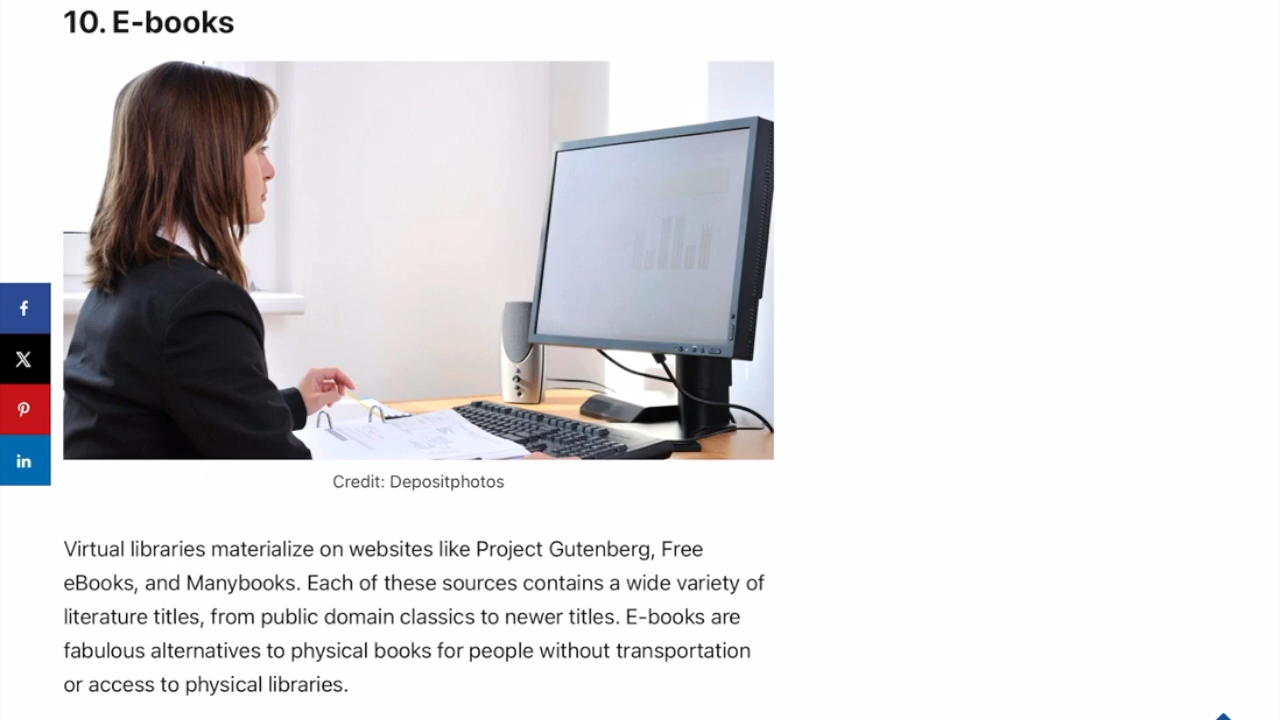 10. E-books
Credit: Depositphotos
Virtual libraries materialize on websites like Project Gutenberg, Free
eBooks, and Manybooks. Each of these sources contains a wide variety of
literature titles, from public domain classics to newer titles. E-books are
fabulous alternatives to physical books for people without transportation
or access to physical libraries.